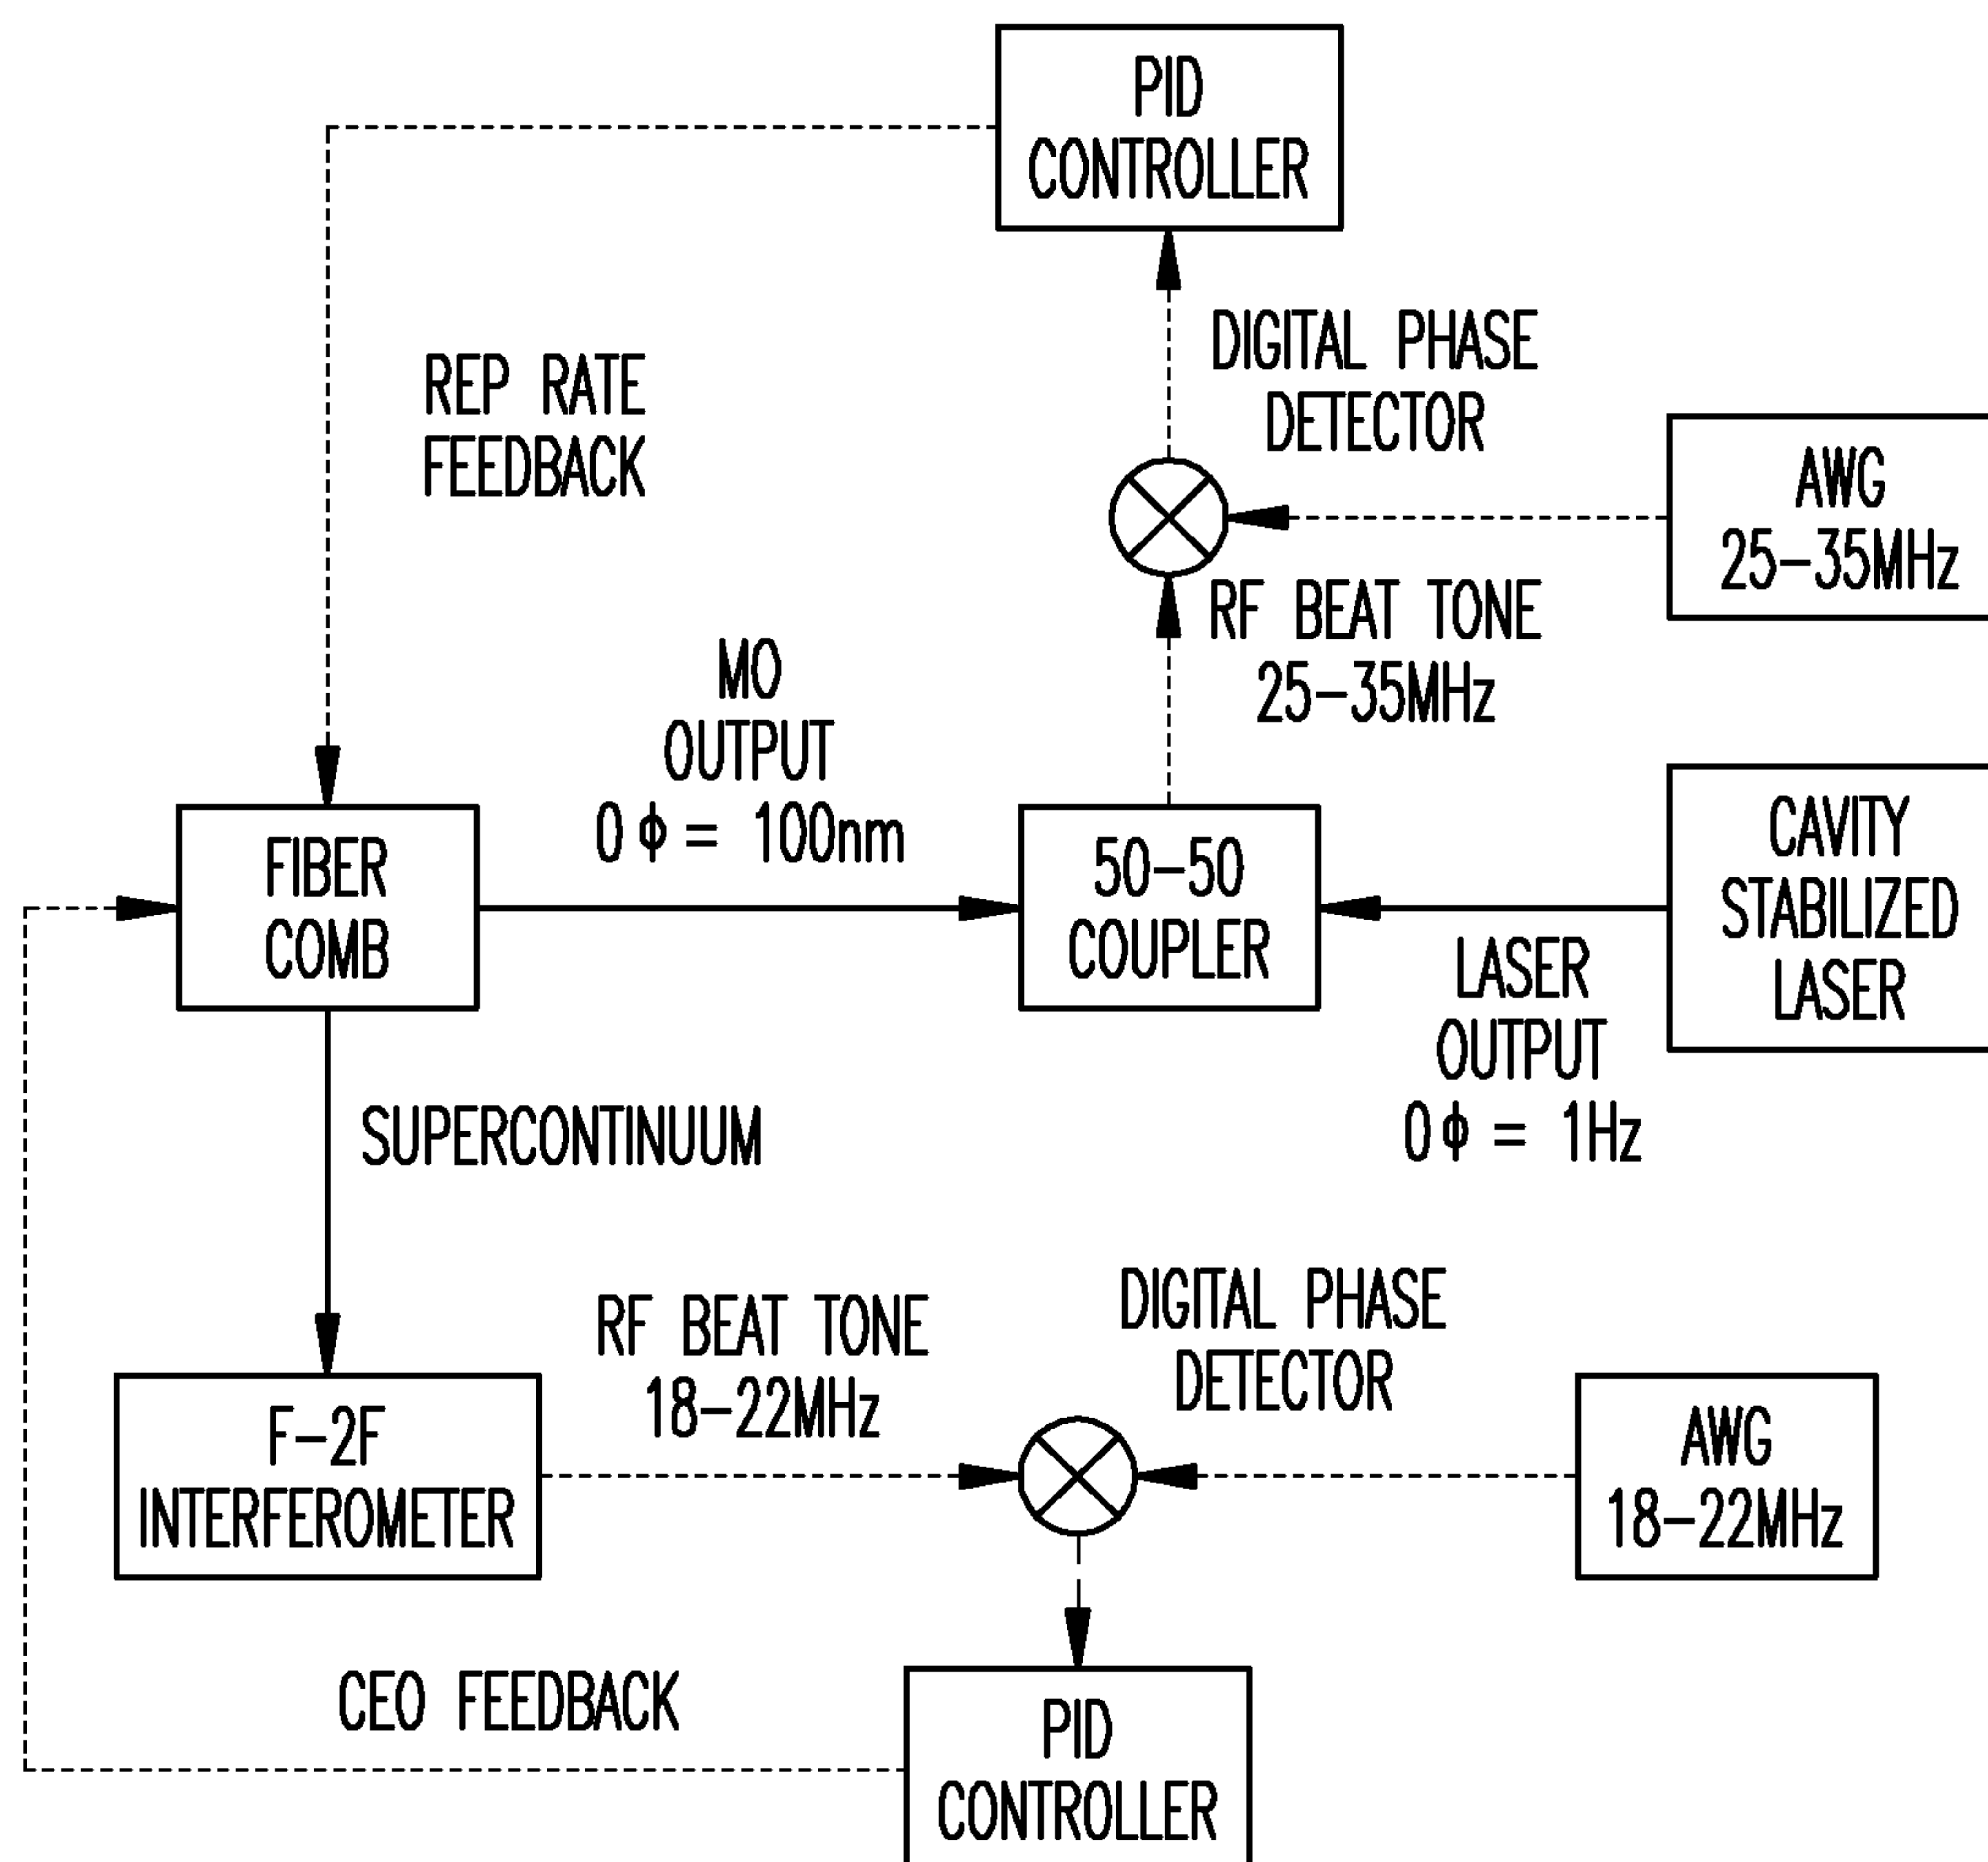 PID
CONTROLLER
DIGITAL PHASE
DETECTOR
REP RATE
FEEDBACK
AWG
25-35MHz
RF BEAT TONE
25-35MHz
MO
OUTPUT
0 ϕ = 100nm
FIBER
COMB
50-50
COUPLER
CAVITY
STABILIZED
LASER
LASER
OUTPUT
0 ϕ = 1Hz
SUPERCONTINUUM
RF BEAT TONE
18-22MHz
DIGITAL PHASE
DETECTOR
F-2F
INTERFEROMETER
AWG
18-22MHz
CEO FEEDBACK
PID
CONTROLLER